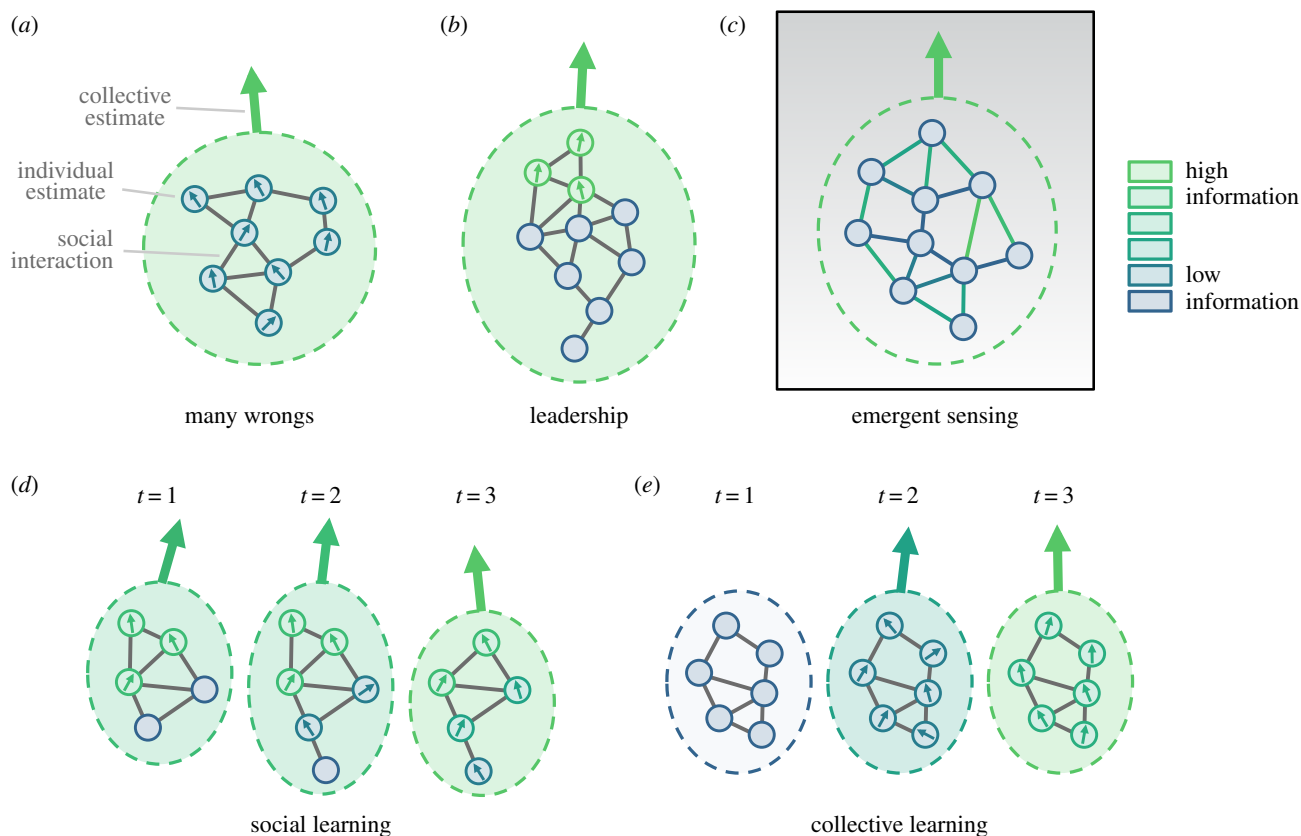 (a)
(b)
(c)
collective
estimate
individual
estimate
social
interaction
high
information
low
information
many wrongs
leadership
emergent sensing
(d)
t = 1
t = 2
t = 3
(e)
t = 1
t = 2
t = 3
social learning
collective learning